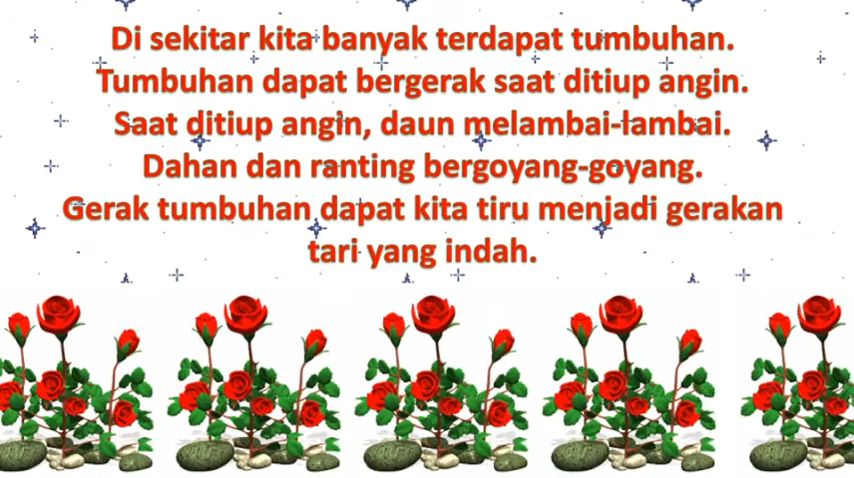 Di sekitar kita banyak terdapat tumbuhan.
Tumbuhan dapat bergerak saat ditiup angin.
Saat ditiup angin, daun melambai-lambai.
Dahan dan ranting bergoyang-goyang.
Gerak tumbuhan dapat kita tiru menjadi gerakan
tari yang indah.